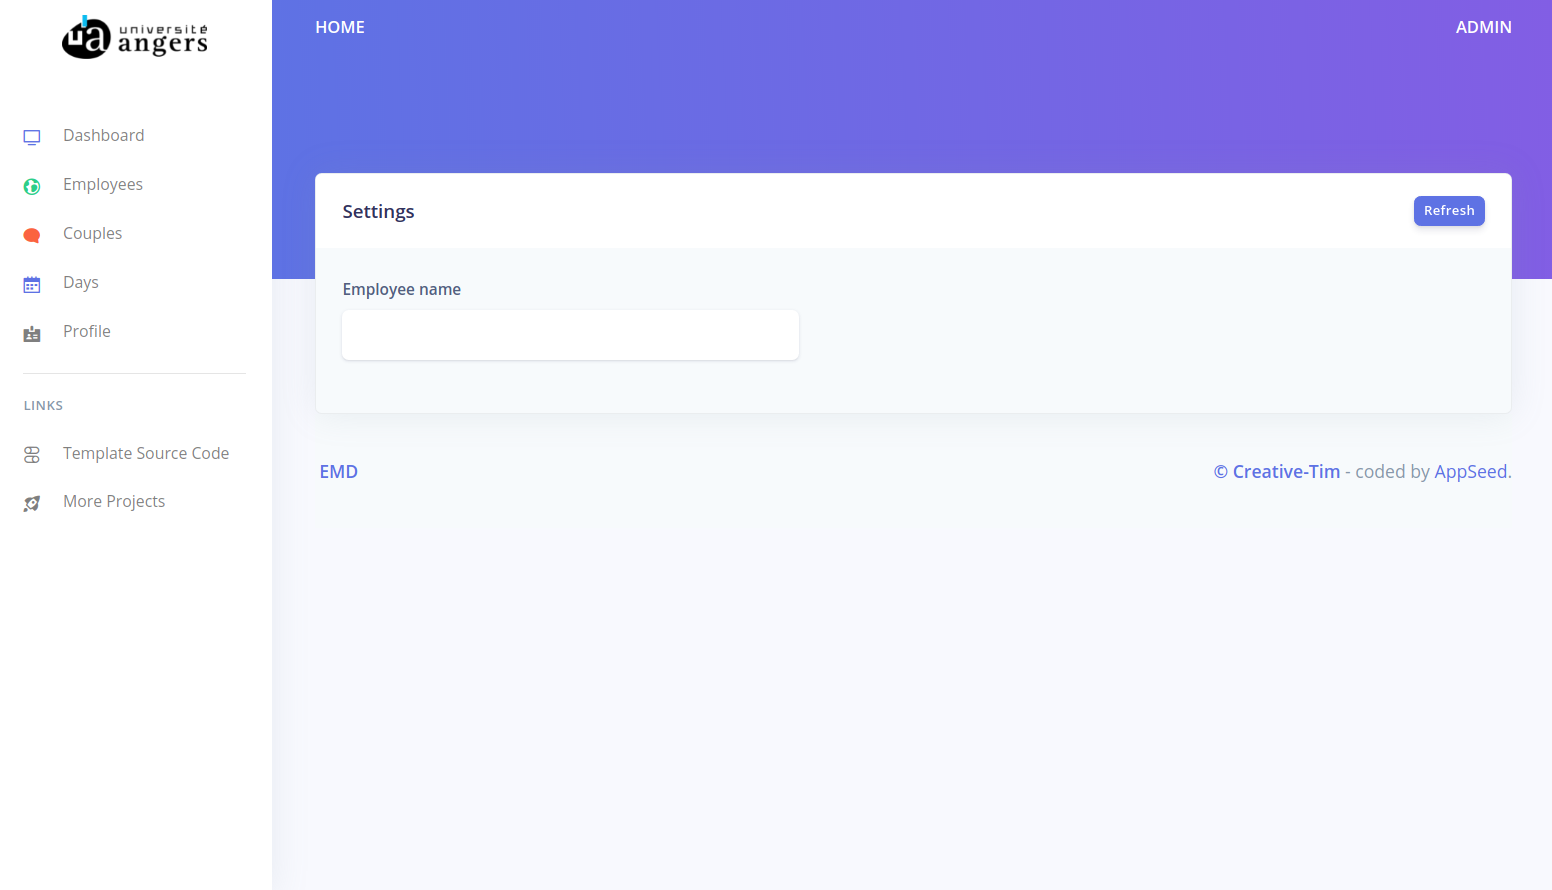 ua université
angers
HOME
ADMIN
Dashboard
Employees
Couples
Days
Profile
LINKS
Template Source Code
More Projects
Settings
Refresh
Employee name
EMD
© Creative-Tim - coded by AppSeed.